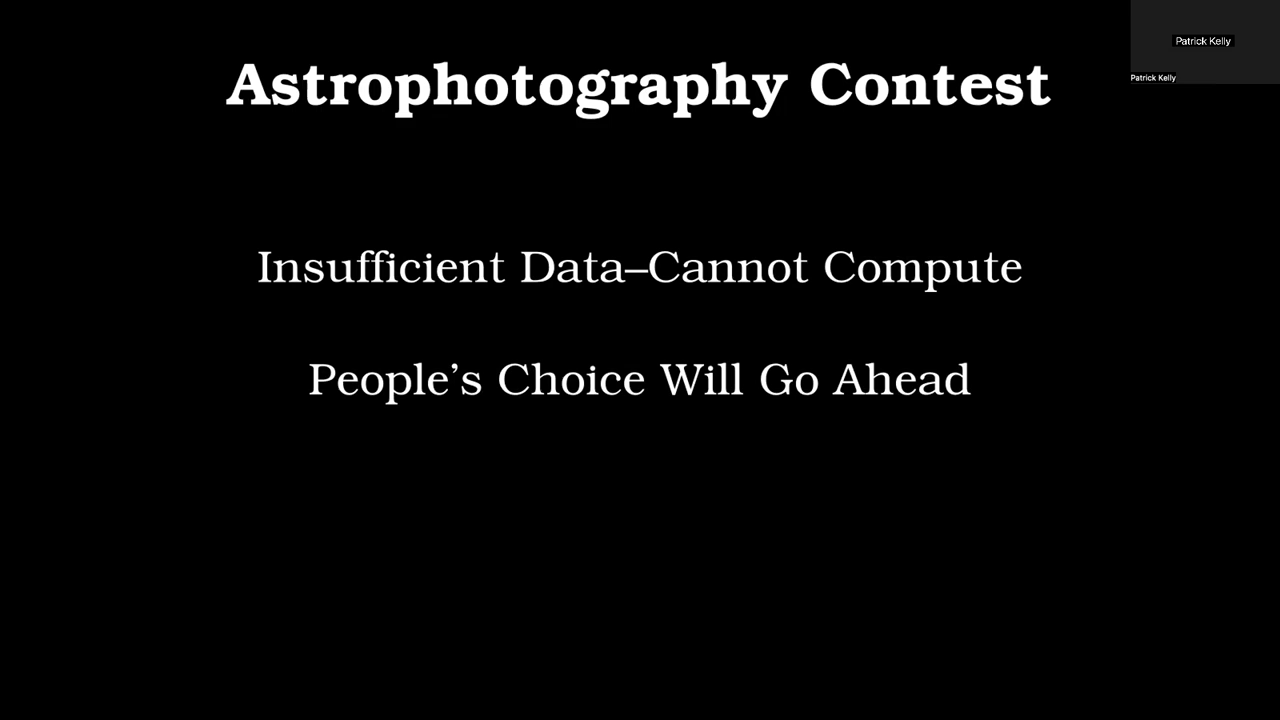 Astrophotography Contest
Patrick Kelly
Patrick Kelly
Insufficient Data–Cannot Compute
People’s Choice Will Go Ahead